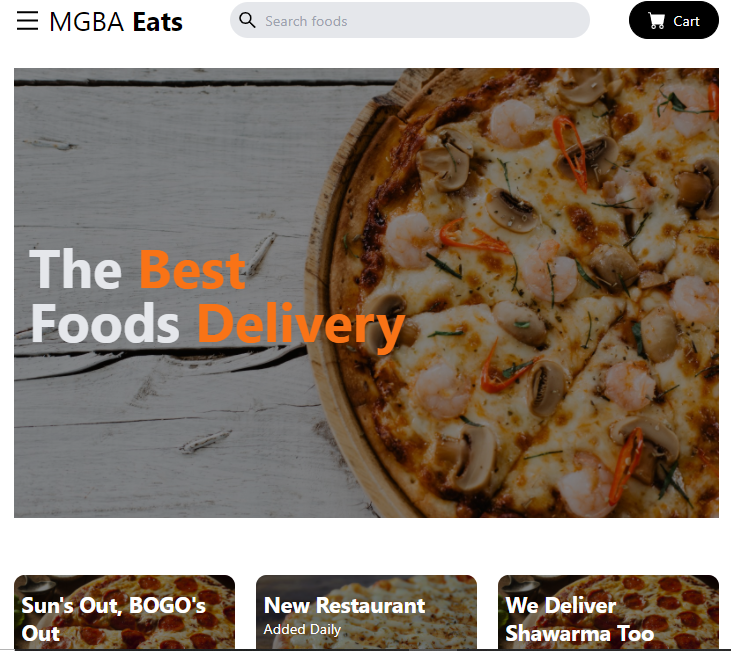 MGBA Eats
Search foods
Cart
The Best
Foods Delivery
Sun's Out, BOGO's
Out
New Restaurant
Added Daily
We Deliver
Shawarma Too